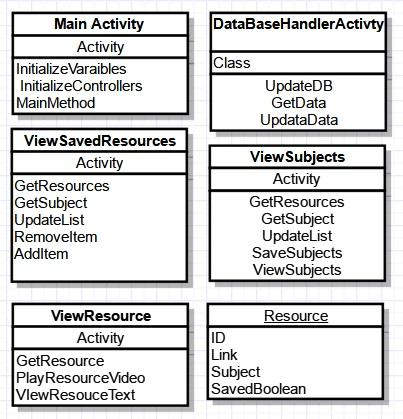 Main Activity
Activity
InitializeVaraibles
InitializeControllers
MainMethod
DataBaseHandlerActivty
Class
UpdateDB
GetData
UpdataData
ViewSavedResources
Activity
GetResources
GetSubject
UpdateList
RemoveItem
AddItem
ViewSubjects
Activity
GetResources
GetSubject
UpdateList
SaveSubjects
ViewSubjects
ViewResource
Activity
GetResource
PlayResourceVideo
VIewResouceText
Resource
ID
Link
Subject
SavedBoolean